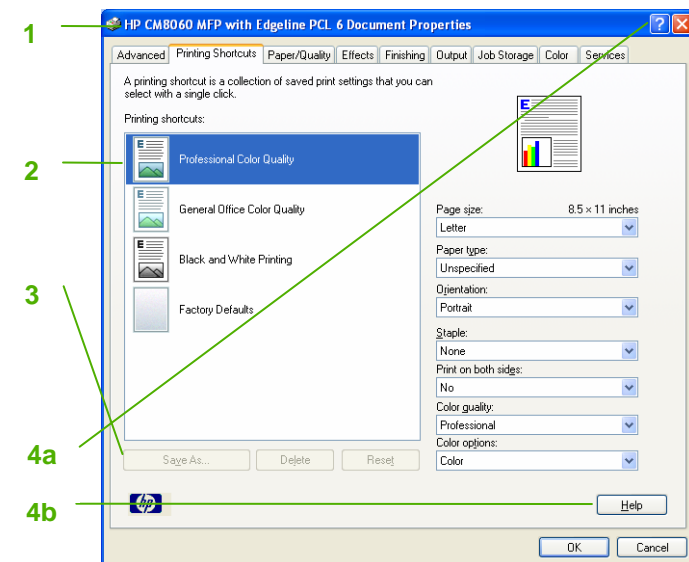 1
HP CM8060 MFP with Edgeline PCL 6 Document Properties
?
Advanced Printing Shortcuts Paper/Quality Effects Finishing Output Job Storage Color Services
A printing shortcut is a collection of saved print settings that you can
select with a single click.
Printing shortcuts:
E
E
2
Professional Color Quality
E
General Office Color Quality
E
Black and White Printing
3
Factory Defaults
Page size: 8.5 × 11 inches
Letter
Paper type:
Unspecified
Orientation:
Portrait
Staple:
None
Print on both sides:
No
Color quality:
Professional
Color options:
Color
4a
Save As... Delete Reset
4b
hp
Help
OK Cancel